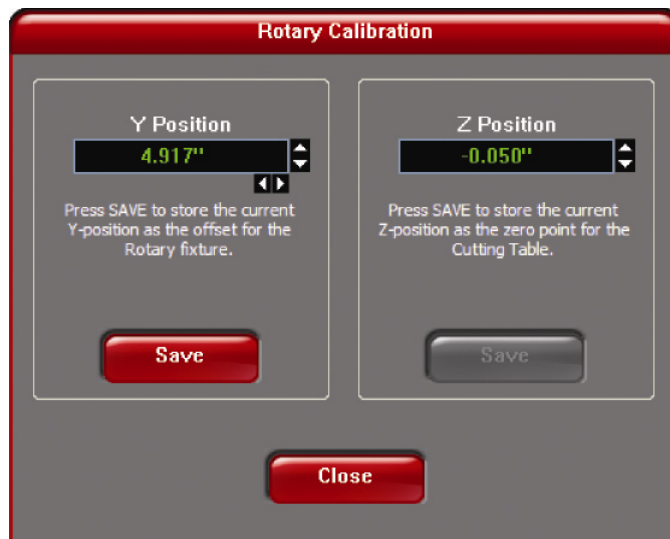 Rotary Calibration
Y Position
4.917"
Press SAVE to store the current
Y-position as the offset for the
Rotary fixture.
Save
Z Position
-0.050"
Press SAVE to store the current
Z-position as the zero point for the
Cutting Table.
Save
Close